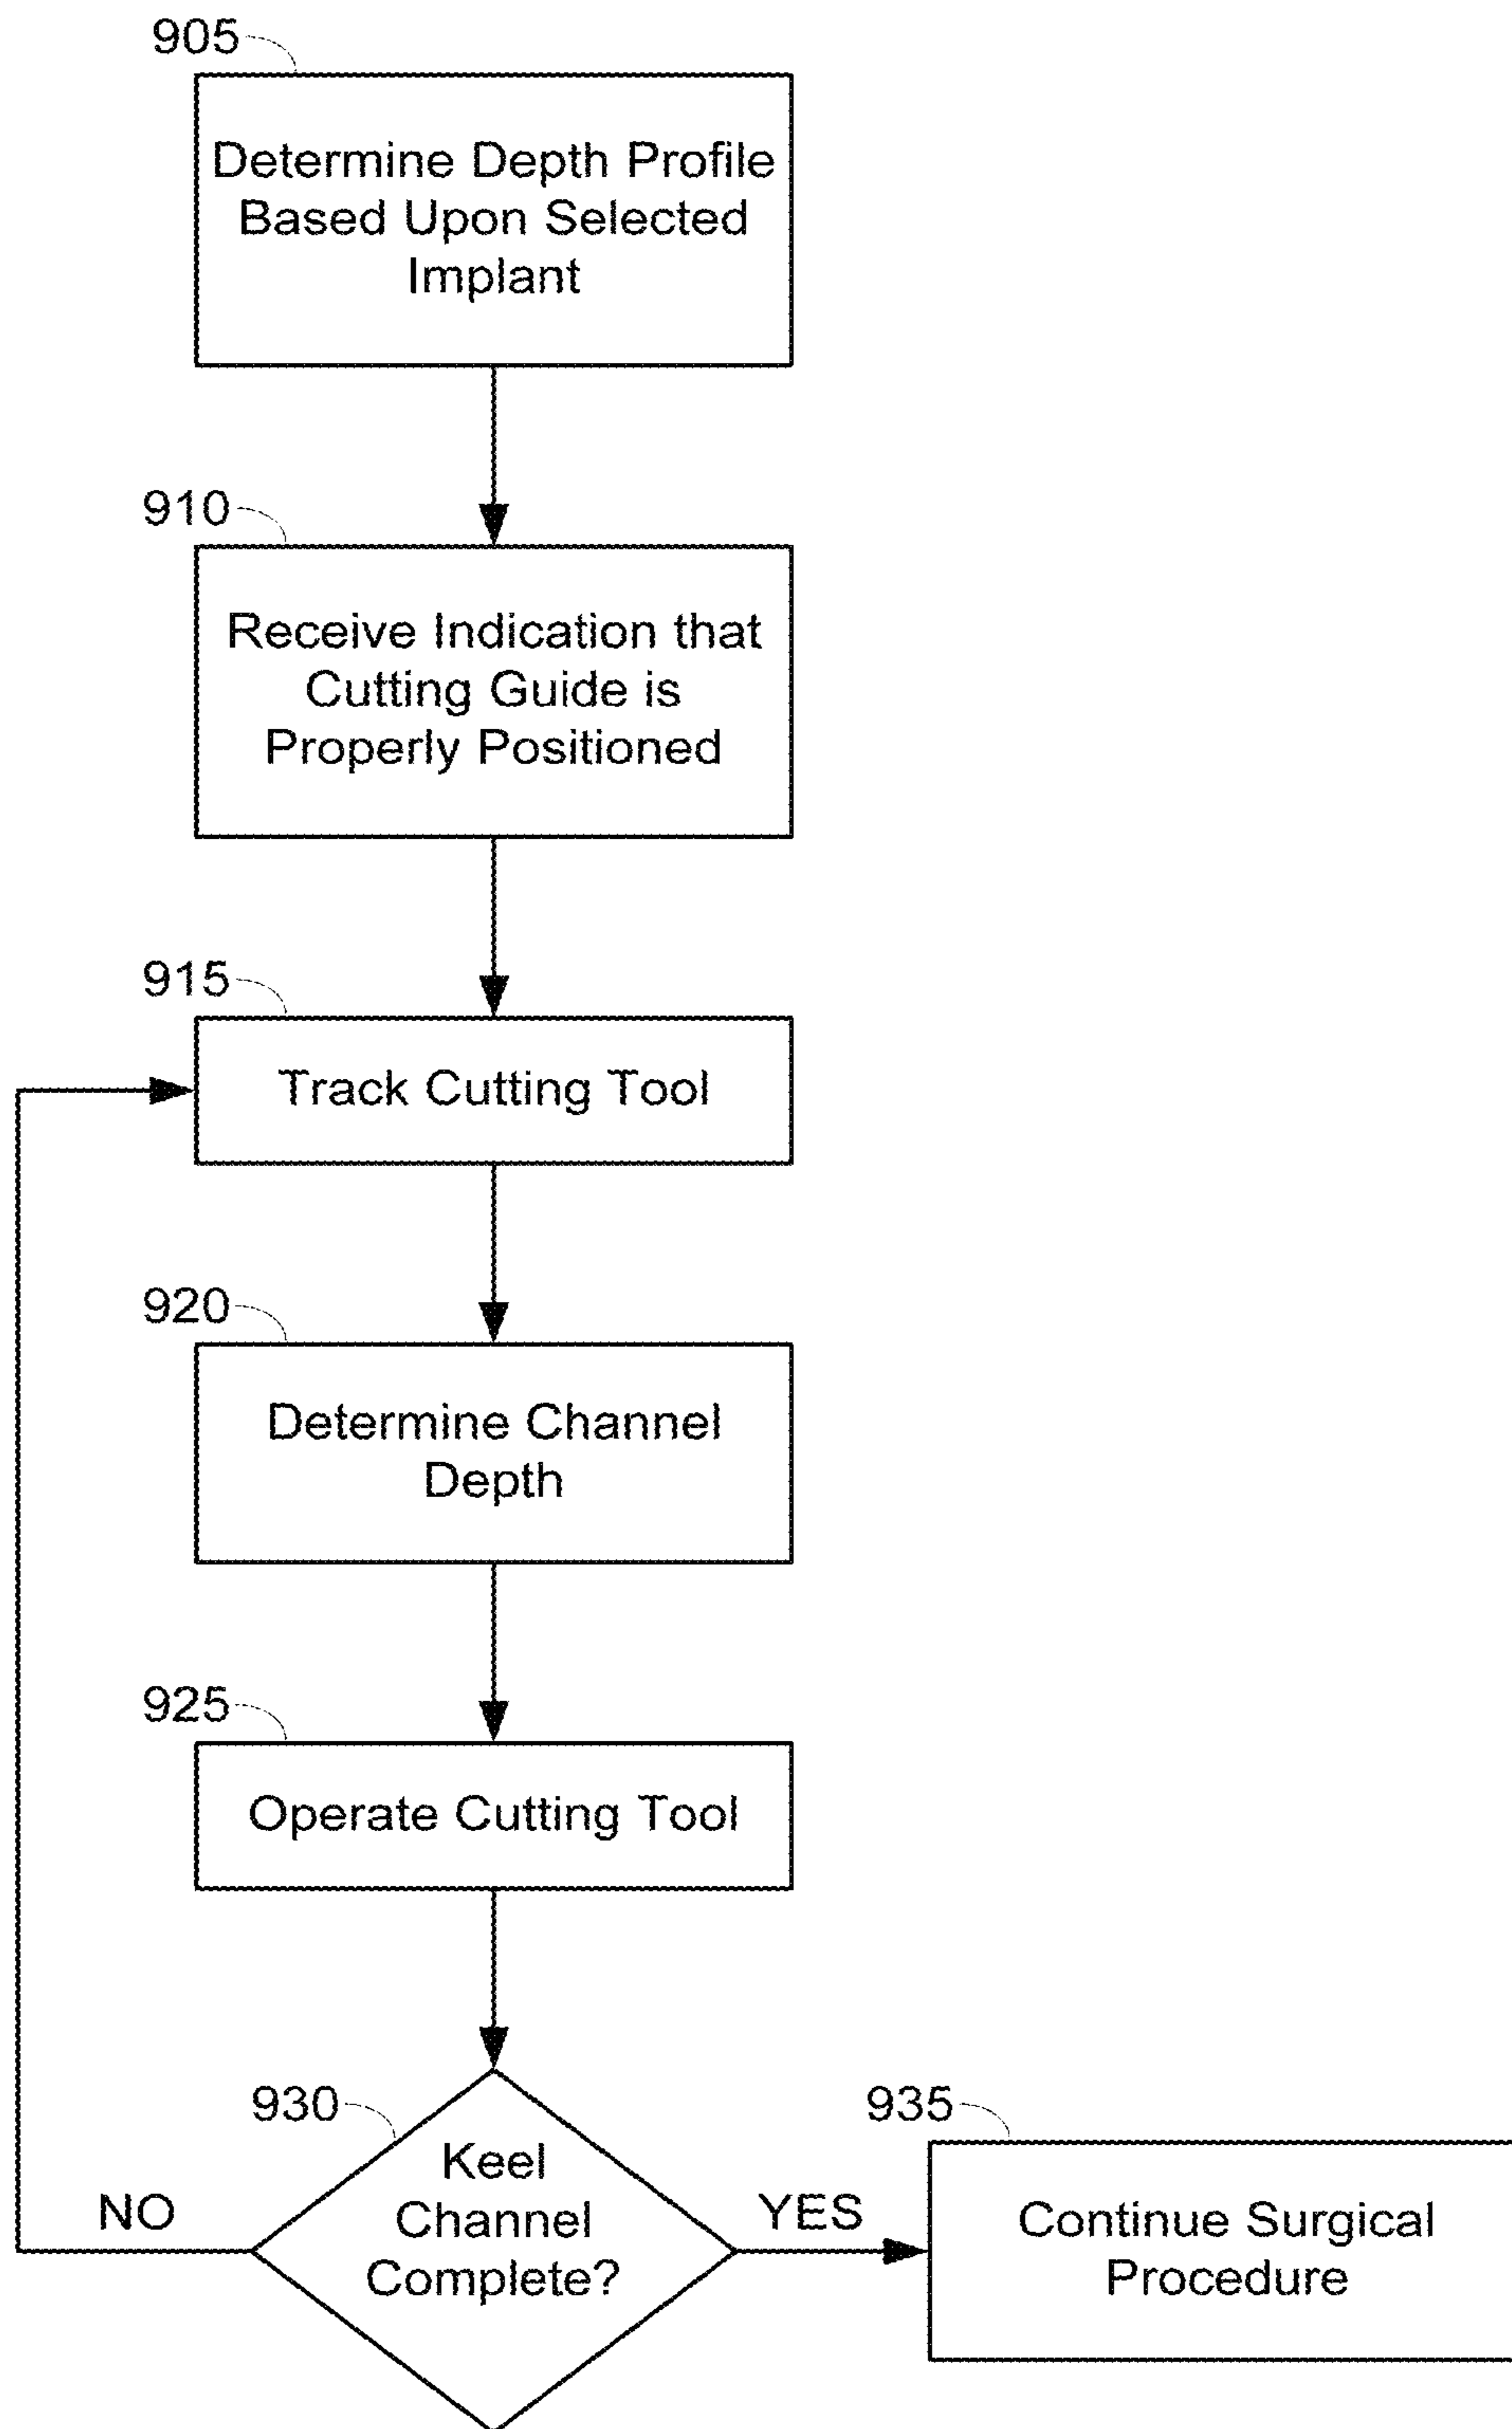 905
Determine Depth Profile
Based Upon Selected
Implant
910
Receive Indication that
Cutting Guide is
Properly Positioned
915
Track Cutting Tool
920
Determine Channel
Depth
925
Operate Cutting Tool
930
Keel
Channel
Complete?
NO
YES
935
Continue Surgical
Procedure